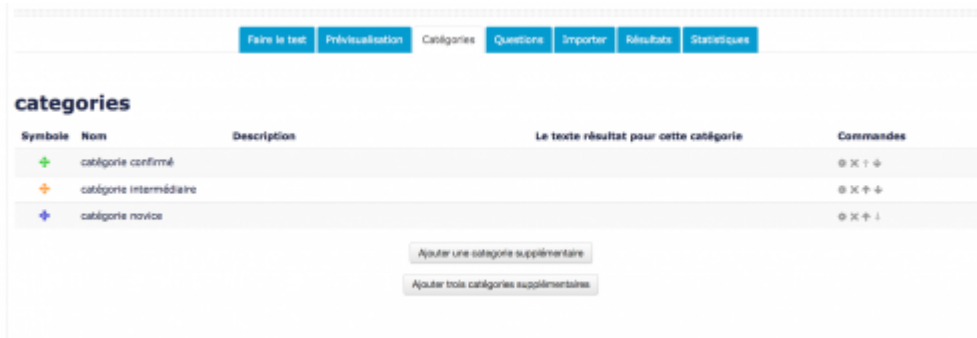 Faire le test Prévisualisation Catégories Questions Importer Résultats Statistiques
categories
Symbole Nom Description Le texte résultat pour cette catégorie Commandes
catégorie confirmé
catégorie intermédiaire
catégorie novice
Ajouter une categorie supplémentaire
Ajouter trois catégories supplémentaires